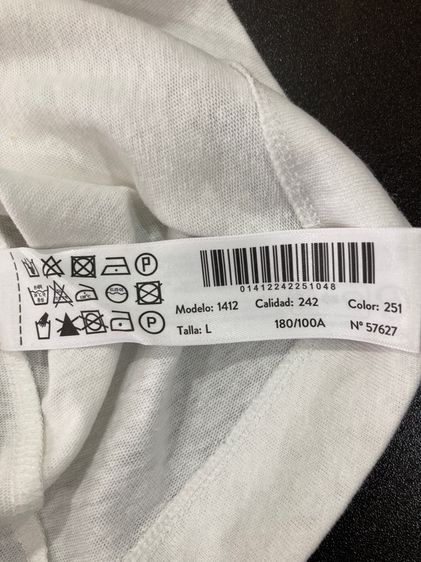 01412242251048
Modelo: 1412 Calidad: 242 Color: 251
Talla: L 180/100A Nº 57627
P
P